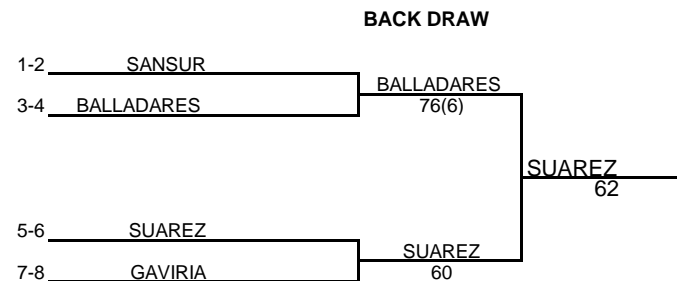 BACK DRAW
1-2 SANSUR
BALLADARES
3-4 BALLADARES
76(6)
SUAREZ
62
5-6 SUAREZ
SUAREZ
7-8 GAVIRIA
60